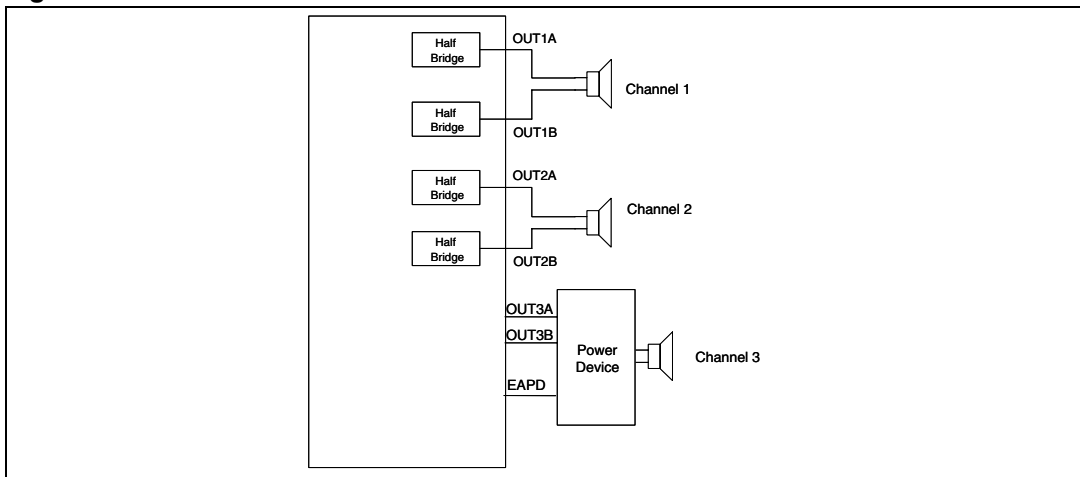 Half
Bridge
OUT1A
Channel 1
Half
Bridge
OUT1B
Half
Bridge
OUT2A
Channel 2
Half
Bridge
OUT2B
OUT3A
OUT3B
Power
Device
Channel 3
EAPD